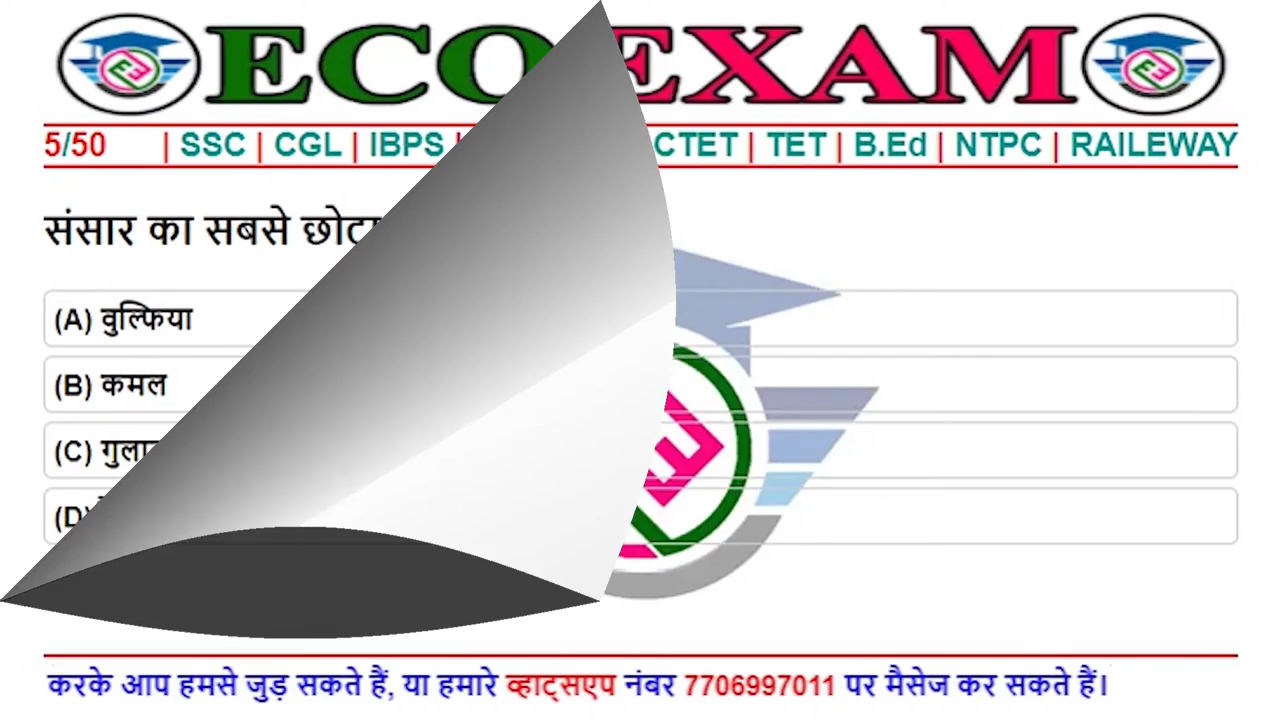 ECO EXAM
5/50 | SSC | CGL | IBPS CTET | TET | B.Ed | NTPC | RAILEWAY
संसार का सबसे
(A) वुल्फिया
(B) कमल
(C)
(D)
करके आप हमसे जुड़ सकते हैं, या हमारे व्हाट्सएप नंबर 7706997011 पर मैसेज कर सकते हैं।